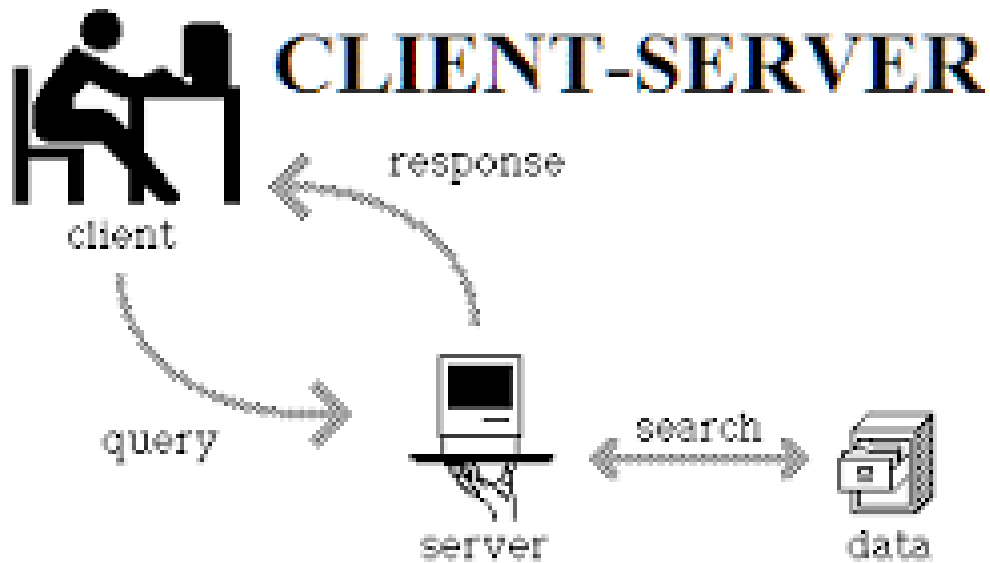 CLIENT-SERVER
response
client
query
search
server
data